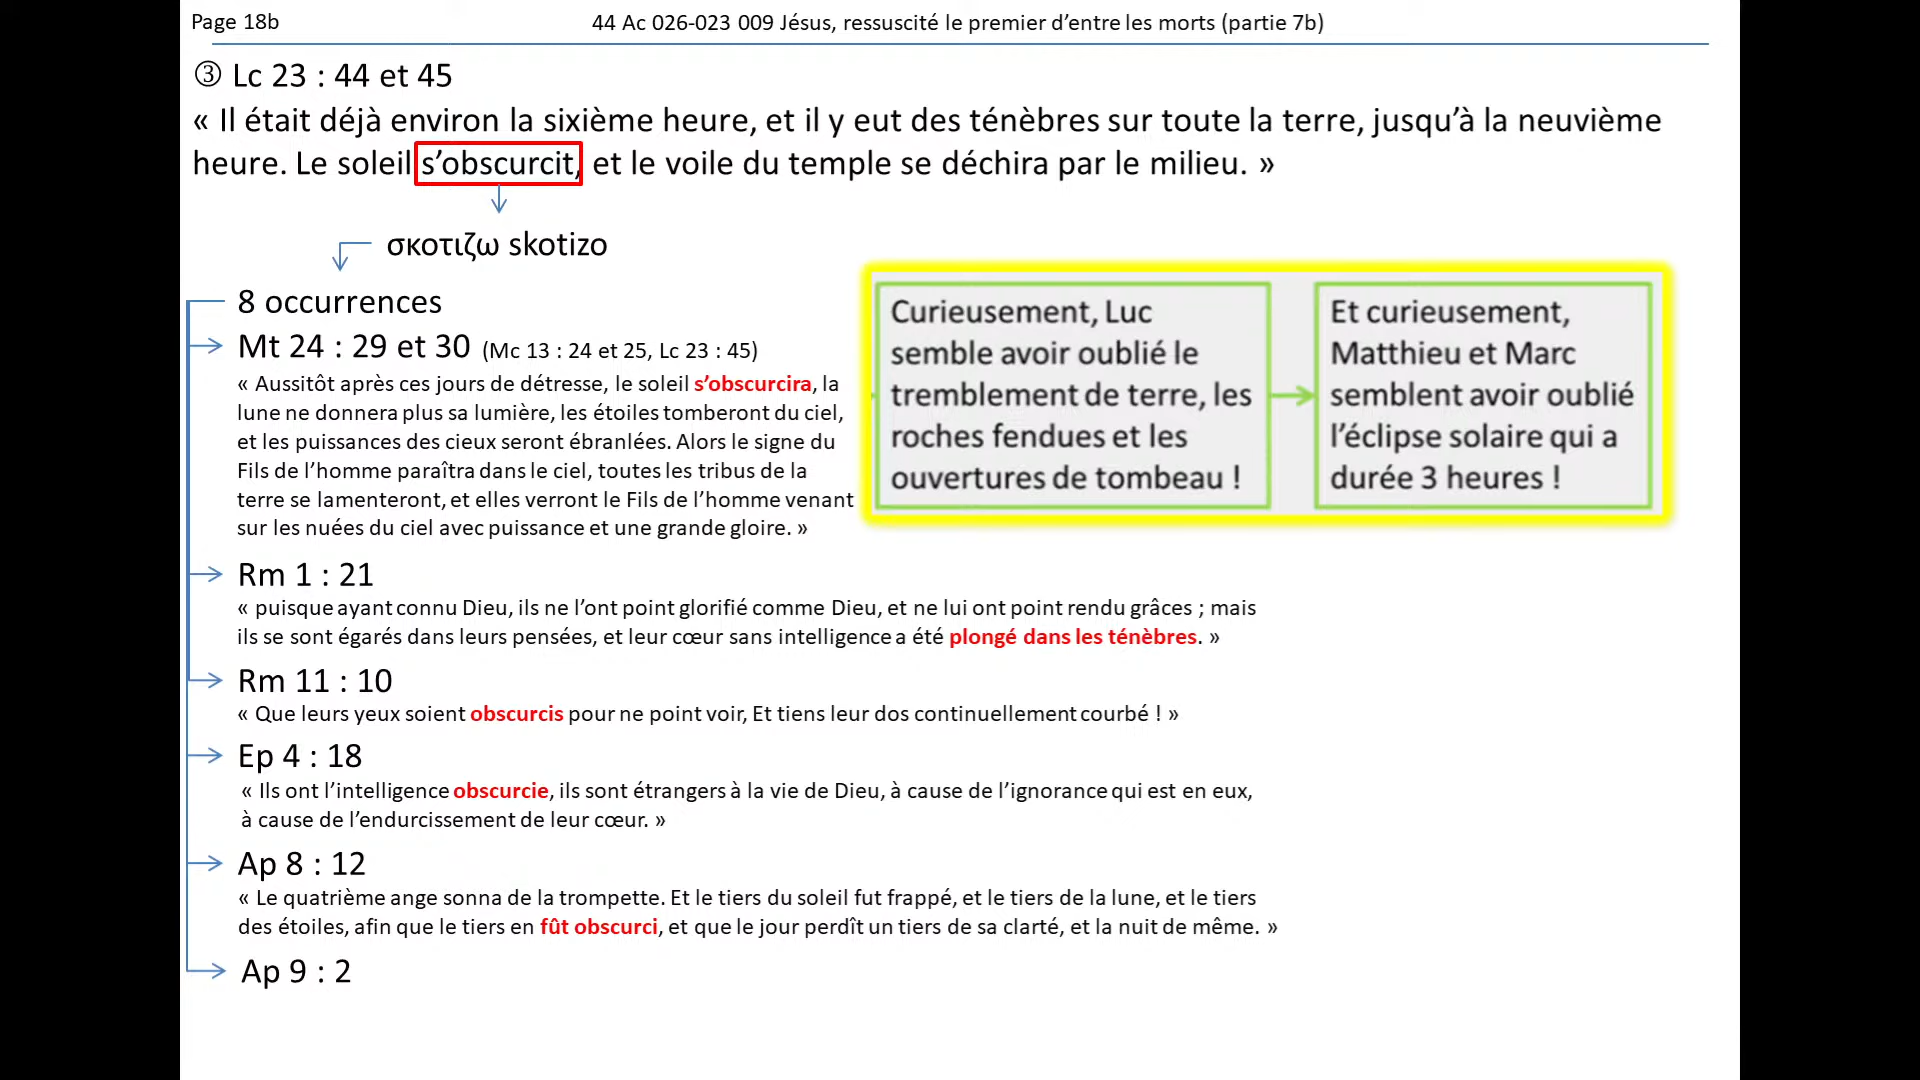 Page 18b
44 Ac 026-023 009 Jésus, ressuscité le premier d’entre les morts (partie 7b)
③ Lc 23 : 44 et 45
« Il était déjà environ la sixième heure, et il y eut des ténèbres sur toute la terre, jusqu’à la neuvième
heure. Le soleil s’obscurcit, et le voile du temple se déchira par le milieu. »
σκοτιζω skotizo
8 occurrences
Mt 24 : 29 et 30 (Mc 13 : 24 et 25, Lc 23 : 45)
« Aussitôt après ces jours de détresse, le soleil s’obscurcira, la
lune ne donnera plus sa lumière, les étoiles tomberont du ciel,
et les puissances des cieux seront ébranlées. Alors le signe du
Fils de l’homme paraîtra dans le ciel, toutes les tribus de la
terre se lamenteront, et elles verront le Fils de l’homme venant
sur les nuées du ciel avec puissance et une grande gloire. »
Curieusement, Luc
semble avoir oublié le
tremblement de terre, les
roches fendues et les
ouvertures de tombeau !
Et curieusement,
Matthieu et Marc
semblent avoir oublié
l’éclipse solaire qui a
durée 3 heures !
Rm 1 : 21
« puisque ayant connu Dieu, ils ne l’ont point glorifié comme Dieu, et ne lui ont point rendu grâces ; mais
ils se sont égarés dans leurs pensées, et leur cœur sans intelligence a été plongé dans les ténèbres. »
Rm 11 : 10
« Que leurs yeux soient obscurcis pour ne point voir, Et tiens leur dos continuellement courbé ! »
Ep 4 : 18
« Ils ont l’intelligence obscurcie, ils sont étrangers à la vie de Dieu, à cause de l’ignorance qui est en eux,
à cause de l’endurcissement de leur cœur. »
Ap 8 : 12
« Le quatrième ange sonna de la trompette. Et le tiers du soleil fut frappé, et le tiers de la lune, et le tiers
des étoiles, afin que le tiers en fût obscurci, et que le jour perdît un tiers de sa clarté, et la nuit de même. »
Ap 9 : 2